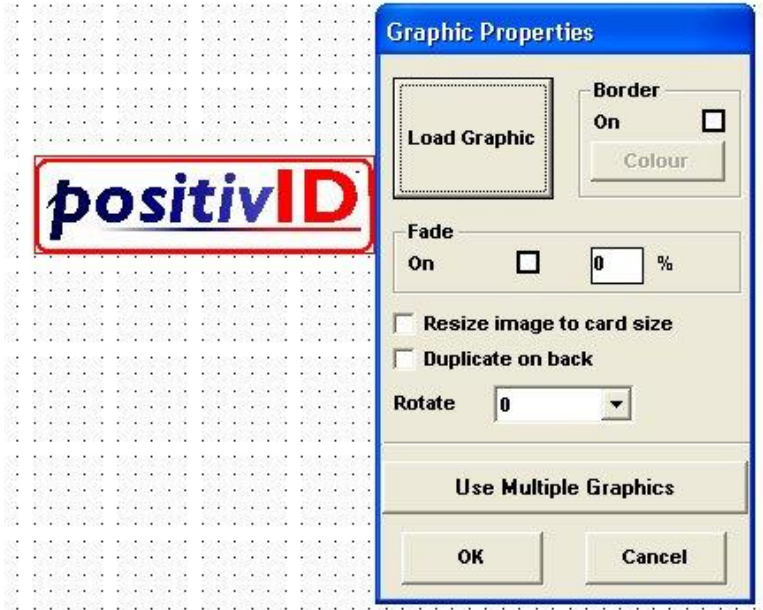 Graphic Properties
Load Graphic
Border
On
Colour
positivID
Fade
On 0 %
Resize image to card size
Duplicate on back
Rotate 0
Use Multiple Graphics
OK Cancel